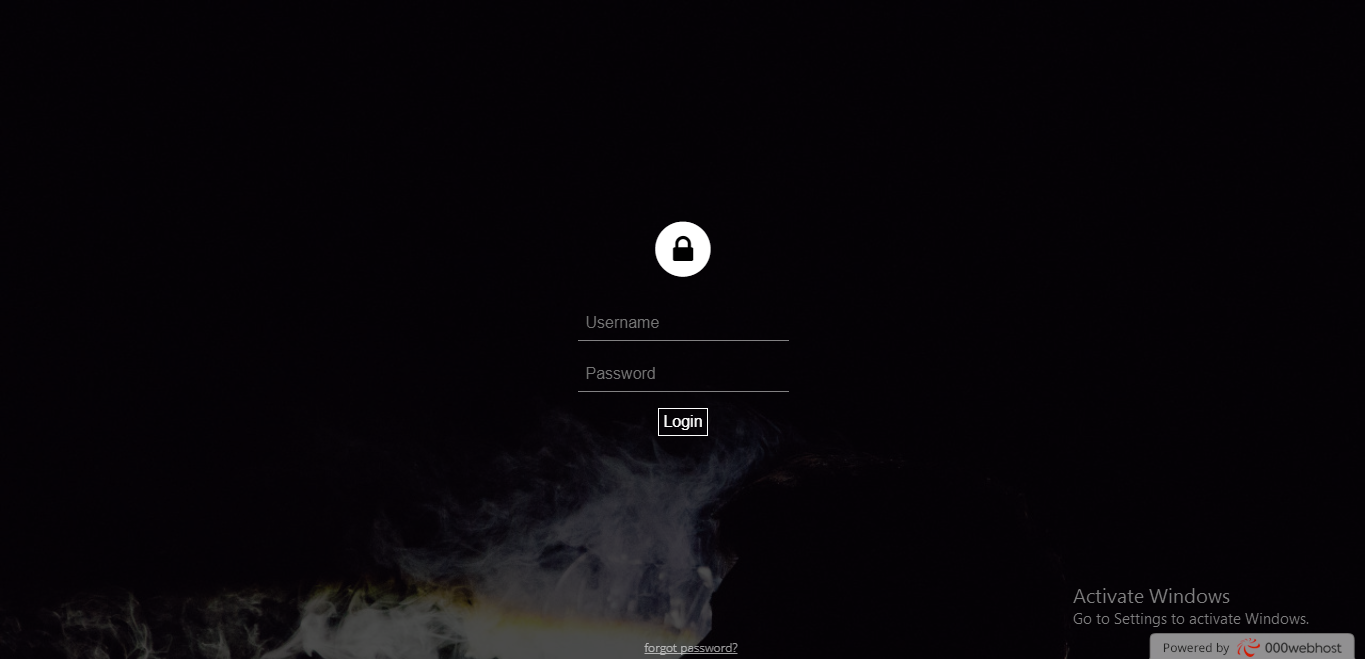 Username
Password
Login
Activate Windows
Go to Settings to activate Windows.
forgot password?
Powered by 000webhost